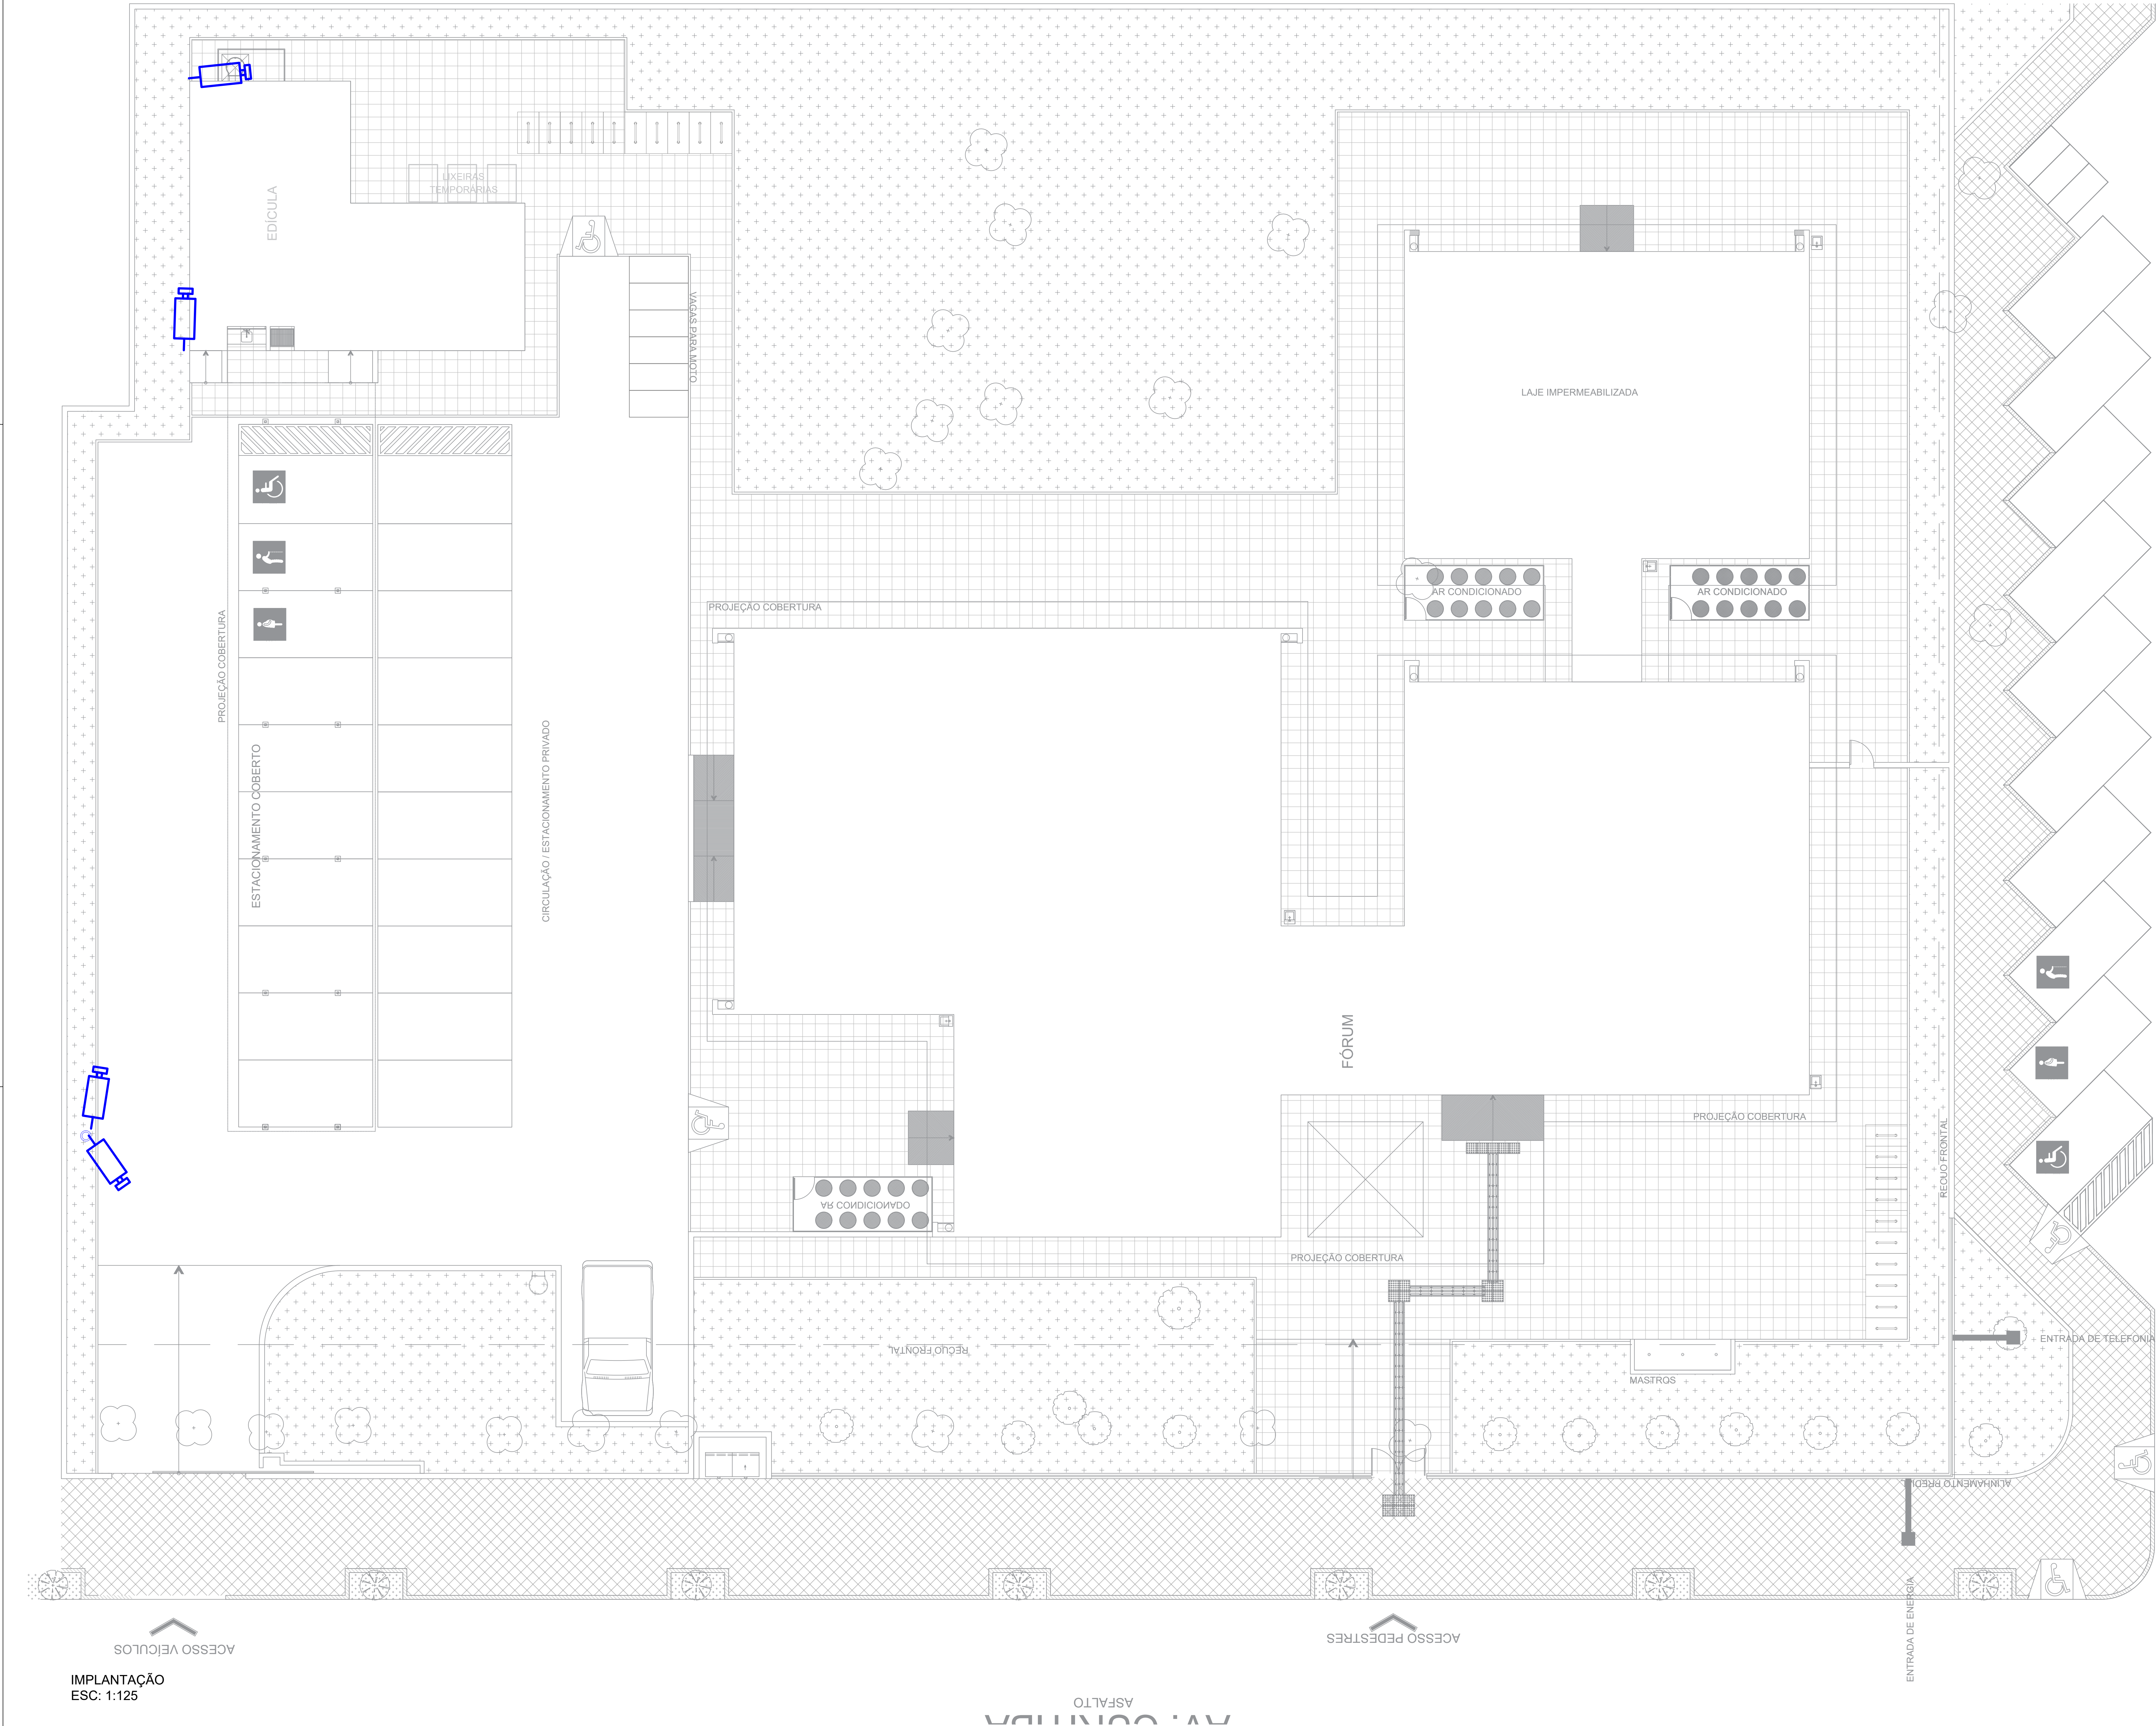 LIXEIRAS
TEMPORÁRIAS
EDÍCULA
VAGAS PARA MOTO
LAJE IMPERMEABILIZADA
AR CONDICIONADO
AR CONDICIONADO
PROJEÇÃO COBERTURA
PROJEÇÃO COBERTURA
ESTACIONAMENTO COBERTO
CIRCULAÇÃO / ESTACIONAMENTO PRIVADO
FÓRUM
PROJEÇÃO COBERTURA
RECUO FRONTAL
AR CONDICIONADO
PROJEÇÃO COBERTURA
RECUO FRONTAL
ENTRADA DE TELEFONIA
MASTROS
ALINHAMENTO PREDIAL
ENTRADA DE ENERGIA
ACESSO VEÍCULOS
ACESSO PEDESTRES
IMPLANTAÇÃO
ESC: 1:125
ASFALTO
AV. CURITIBA